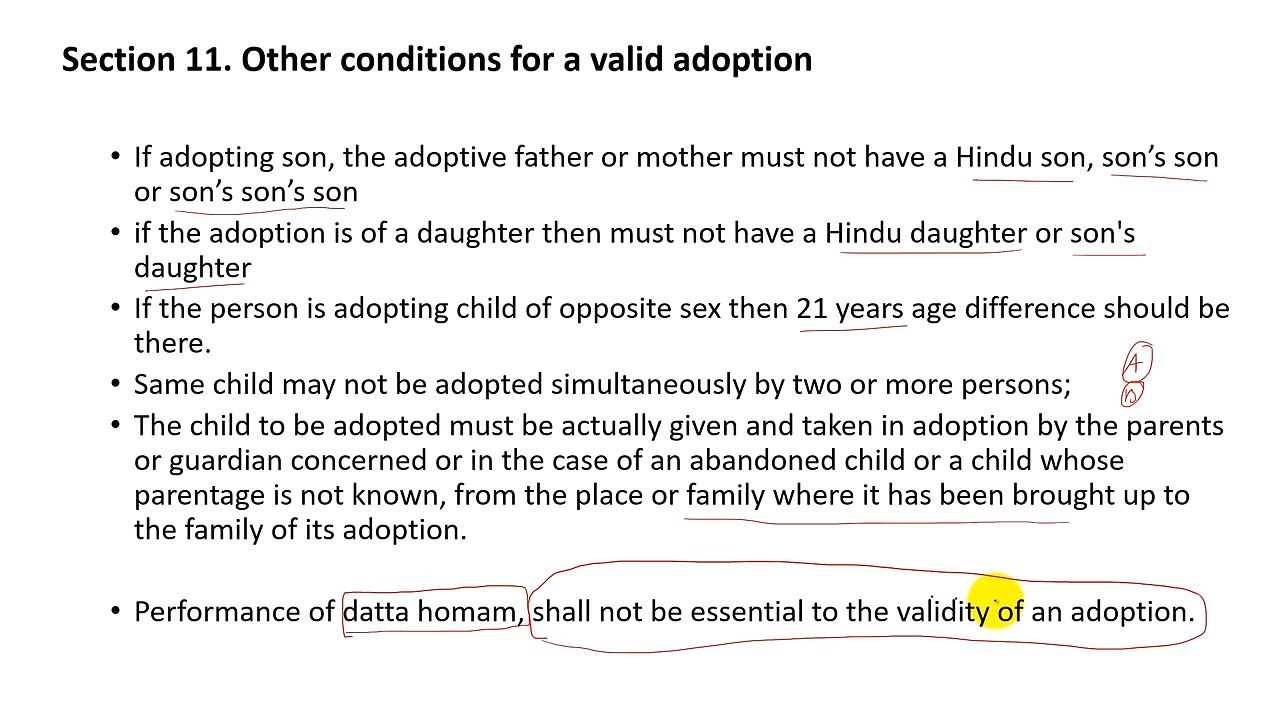 Section 11. Other conditions for a valid adoption
• If adopting son, the adoptive father or mother must not have a Hindu son, son’s son
or son’s son’s son
• if the adoption is of a daughter then must not have a Hindu daughter or son's
daughter
• If the person is adopting child of opposite sex then 21 years age difference should be
there.
A
• Same child may not be adopted simultaneously by two or more persons;
• The child to be adopted must be actually given and taken in adoption by the parents
or guardian concerned or in the case of an abandoned child or a child whose
parentage is not known, from the place or family where it has been brought up to
the family of its adoption.
• Performance of datta homam, shall not be essential to the validity of an adoption.